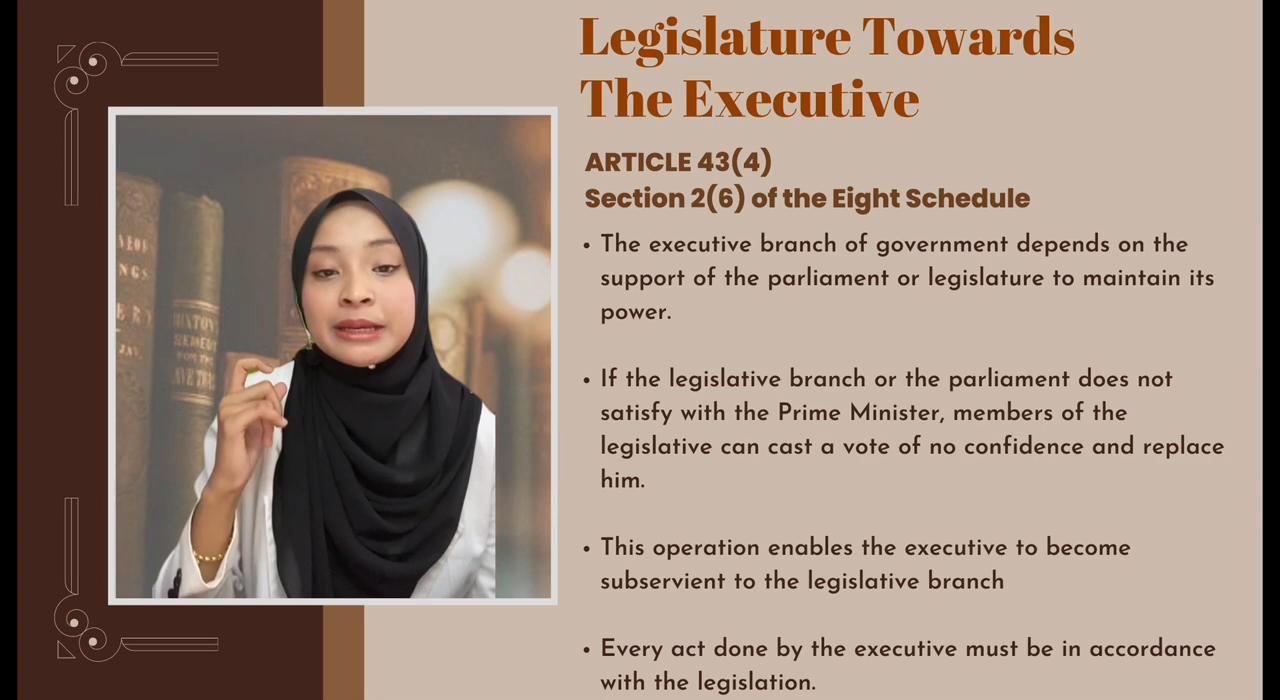 Legislature Towards
The Executive
ARTICLE 43(4)
Section 2(6) of the Eight Schedule
• The executive branch of government depends on the
support of the parliament or legislature to maintain its
power.
• If the legislative branch or the parliament does not
satisfy with the Prime Minister, members of the
legislative can cast a vote of no confidence and replace
him.
• This operation enables the executive to become
subservient to the legislative branch
• Every act done by the executive must be in accordance
with the legislation.